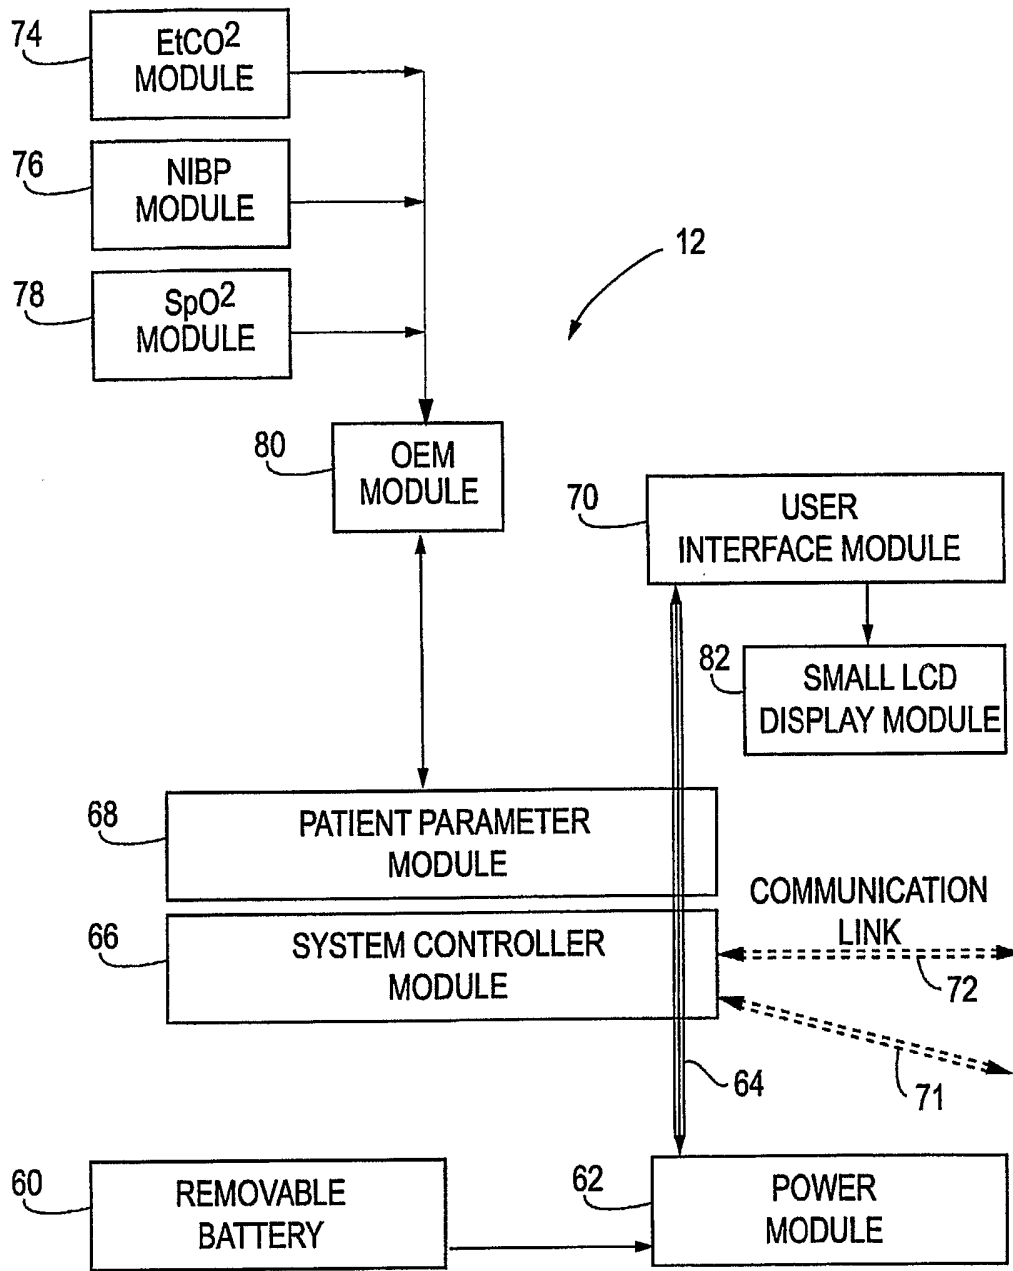 74
EtCO2
MODULE
76
NIBP
MODULE
78
SpO2
MODULE
12
80
OEM
MODULE
70
USER
INTERFACE MODULE
82
SMALL LCD
DISPLAY MODULE
68
PATIENT PARAMETER
MODULE
66
SYSTEM CONTROLLER
MODULE
COMMUNICATION
LINK
72
71
64
60
REMOVABLE
BATTERY
62
POWER
MODULE